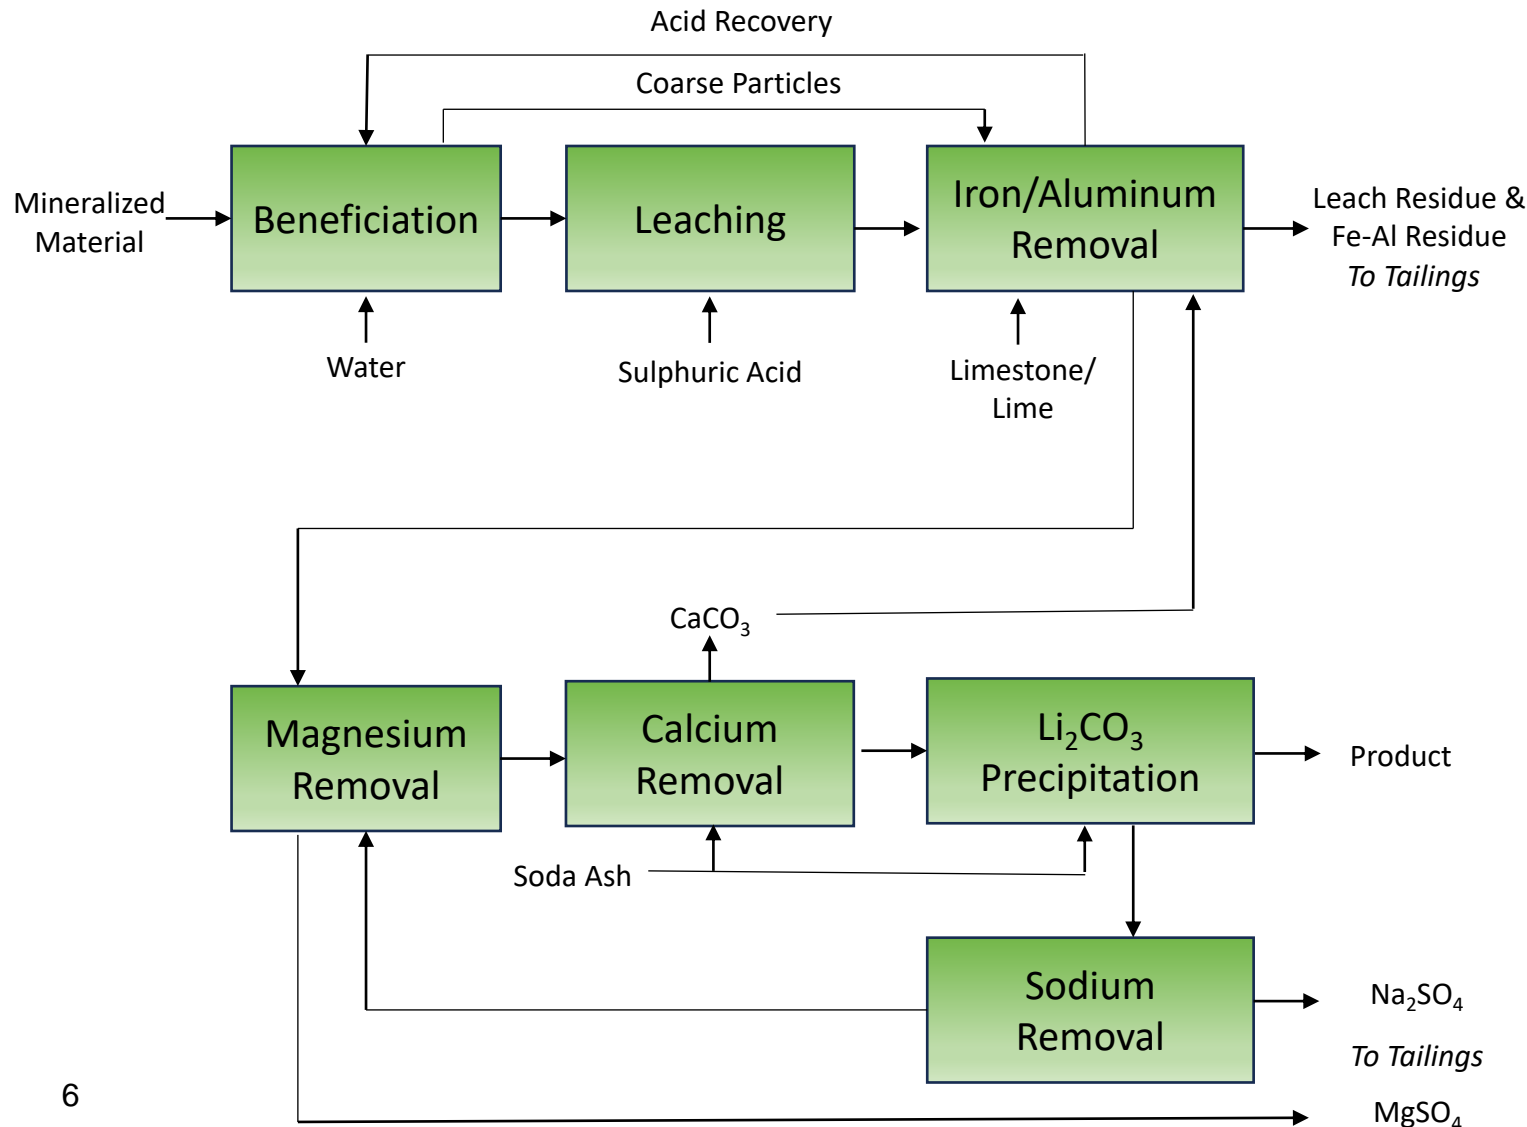 Acid Recovery
Coarse Particles
Mineralized
Material
Beneficiation
Leaching
Iron/Aluminum
Removal
Leach Residue &
Fe-Al Residue
To Tailings
Water
Sulphuric Acid
Limestone/
Lime
CaCO₃
Magnesium
Removal
Calcium
Removal
Li₂CO₃
Precipitation
Product
Soda Ash
Sodium
Removal
Na₂SO₄
To Tailings
MgSO₄
6